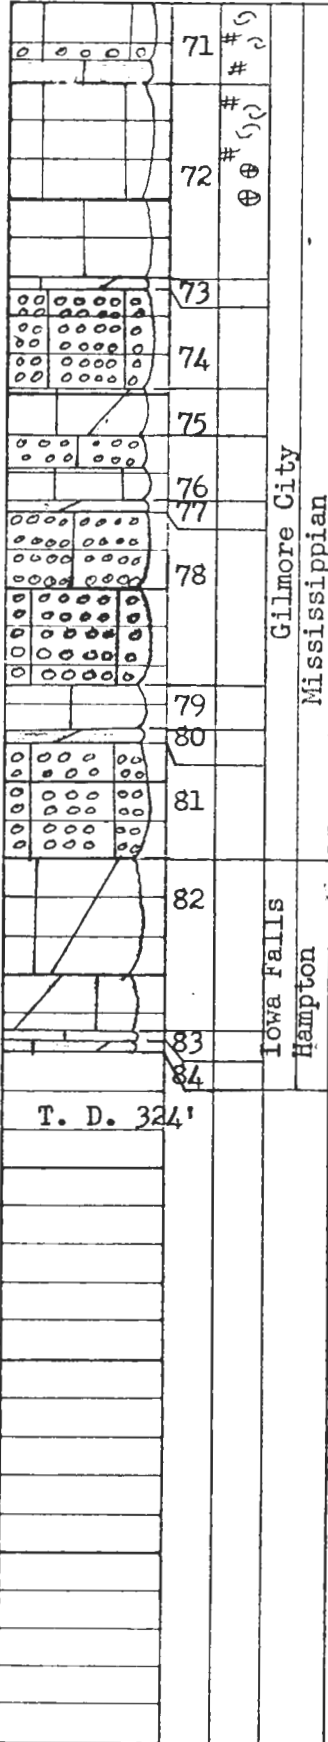 71
72
73
74
75
76
77
78
79
80
81
82
83
84
Gilmore City
Mississippian
Iowa Falls
Hampton
T. D. 324'